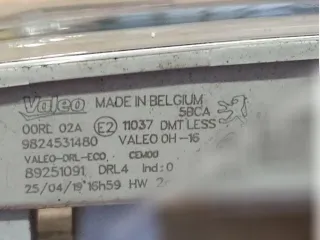 Valeo MADE IN BELGIUM
5BCA
00RL 02A E2 11037 DMT LESS
9824531480 VALEO OH-16
VALEO-DRL-ECO CEM00
89251091 DRL4 Ind:0
25/04/19*16h59 HW